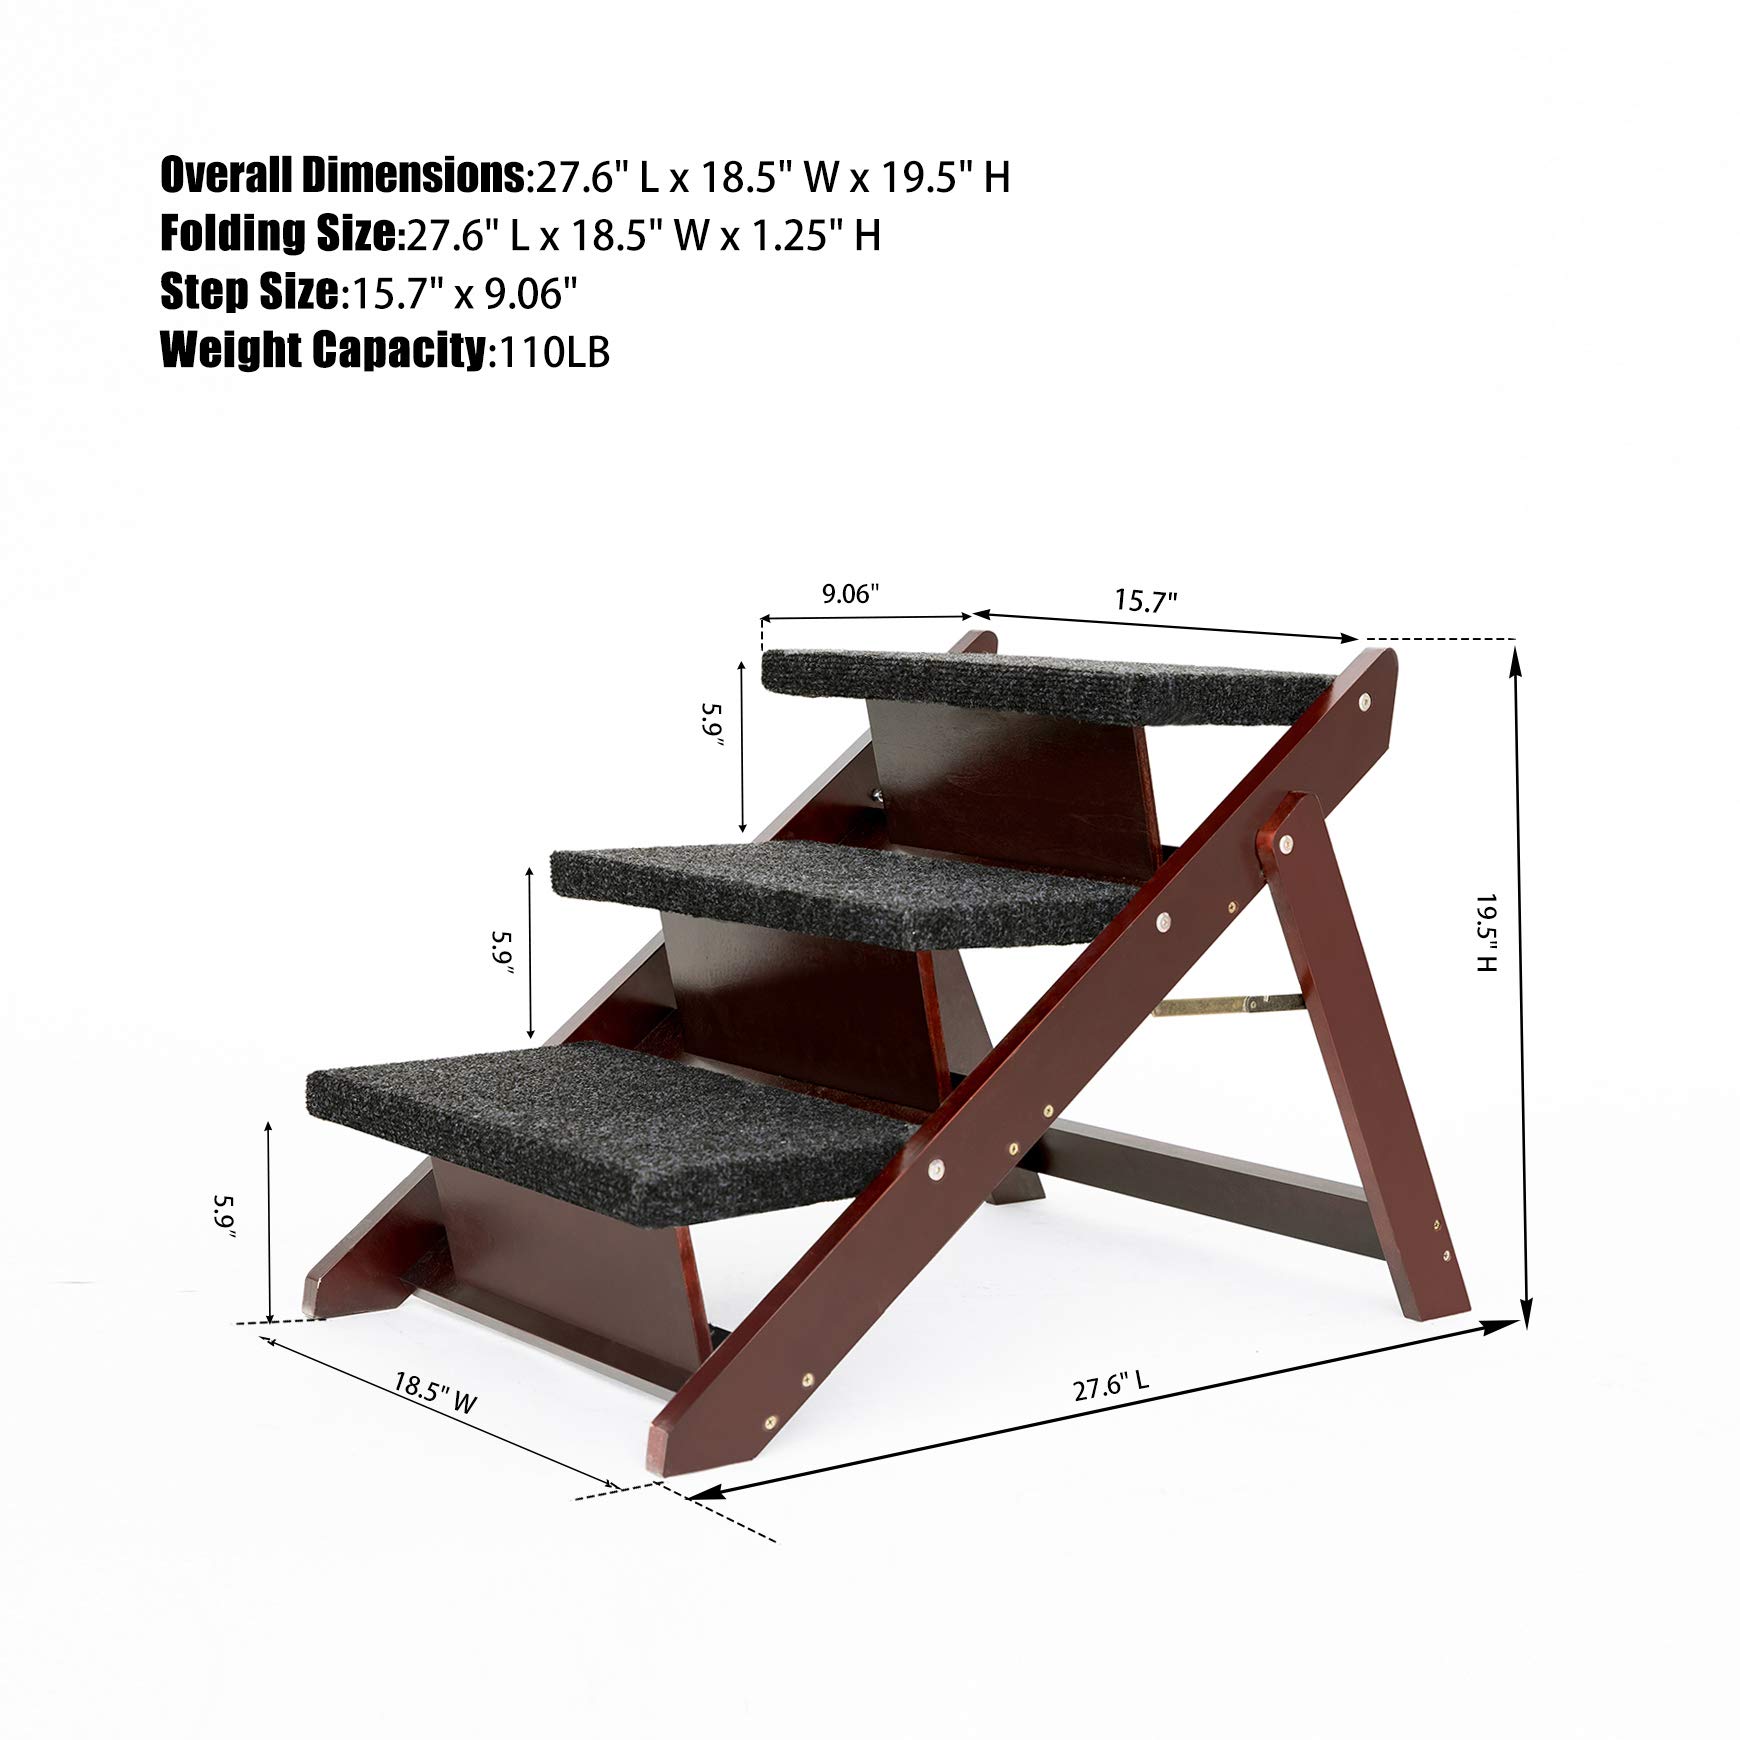 Overall Dimensions:27.6" L x 18.5" W x 19.5" H
Folding Size:27.6" L x 18.5" W x 1.25" H
Step Size:15.7" x 9.06"
Weight Capacity:110LB
9.06"
15.7"
5.9"
5.9"
5.9"
19.5" H
18.5" W
27.6" L